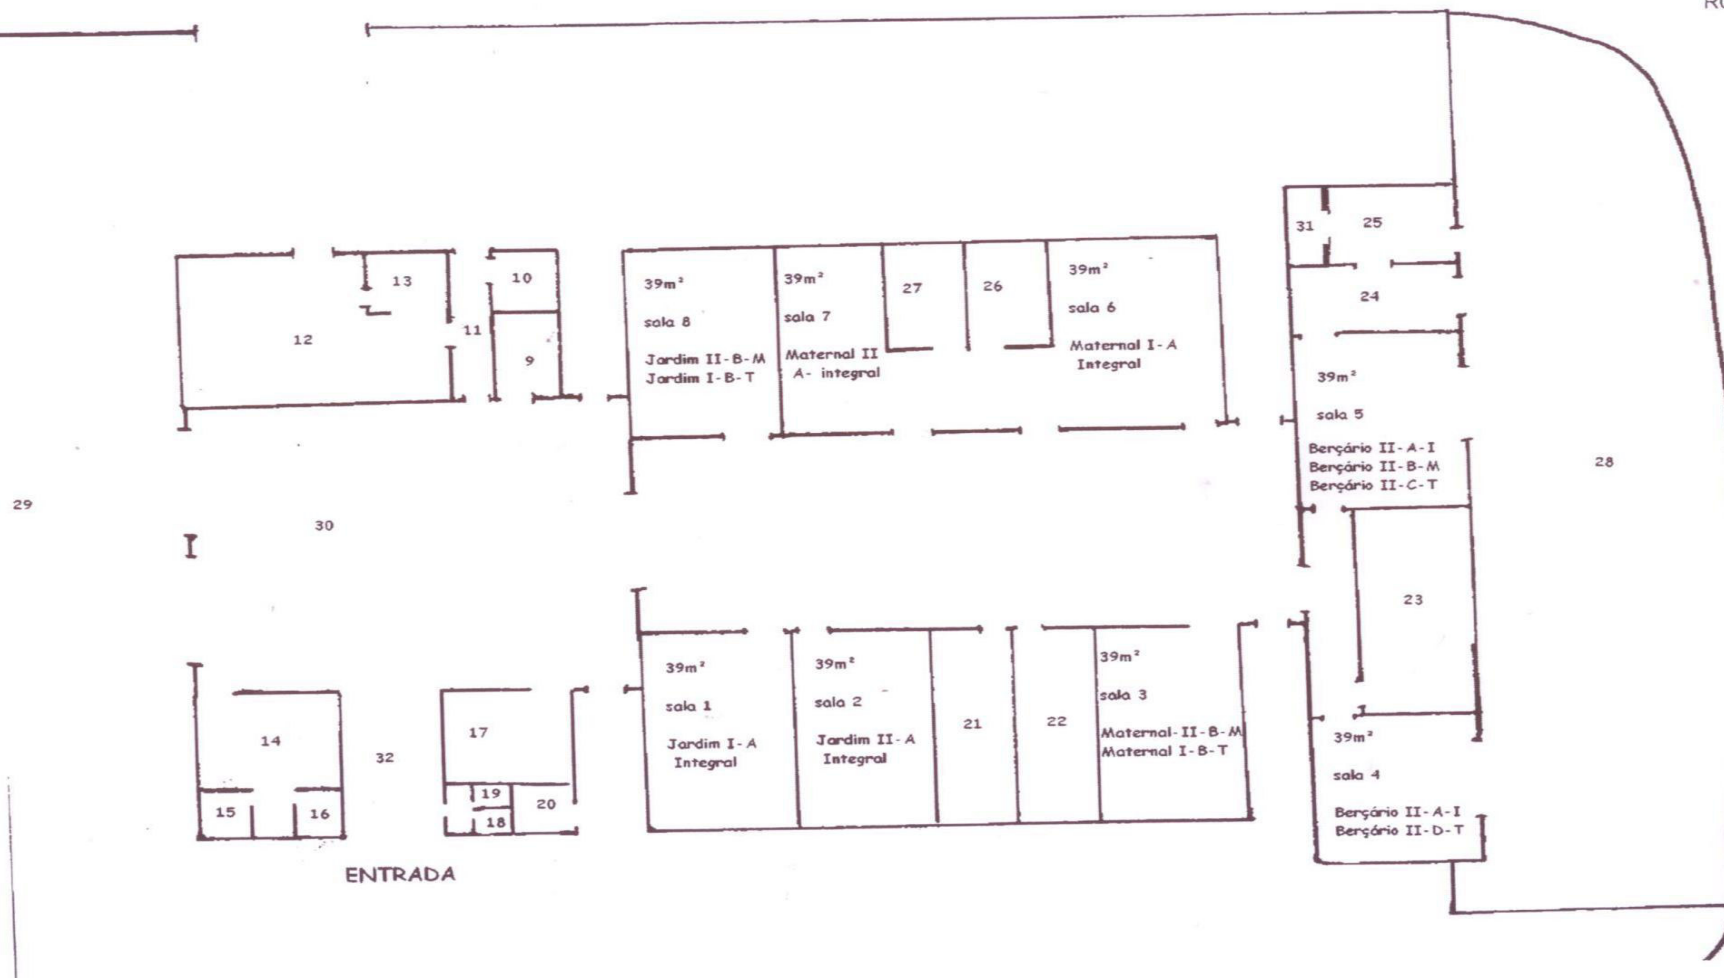 31
25
24
13
10
12
11
9
39m²
sala 8
Jardim II-B-M
Jardim I-B-T
39m²
sala 7
Maternal II
A- integral
27
26
39m²
sala 6
Maternal I-A
Integral
39m²
sala 5
Berçário II-A-I
Berçário II-B-M
Berçário II-C-T
28
29
30
23
14
15
16
32
17
19
18
20
39m²
sala 1
Jardim I-A
Integral
39m²
sala 2
Jardim II-A
Integral
21
22
39m²
sala 3
Maternal-II-B-M
Maternal I-B-T
39m²
sala 4
Berçário II-A-I
Berçário II-D-T
ENTRADA